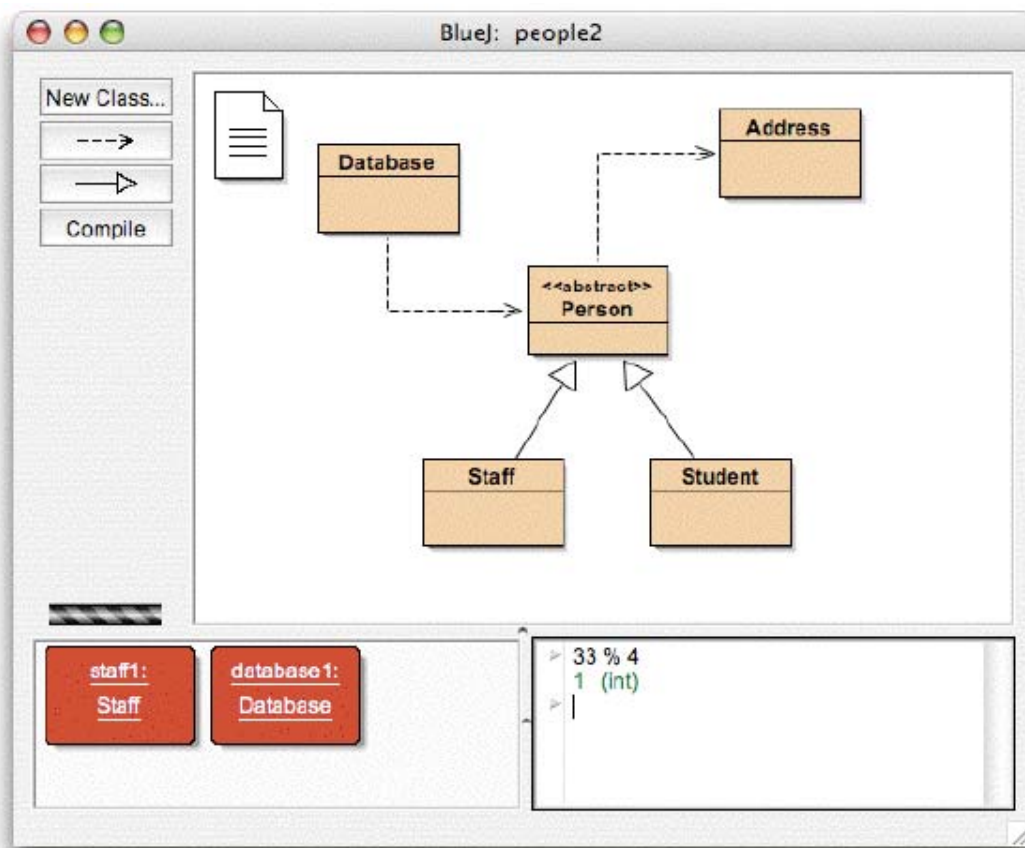 BlueJ: people2
New Class...
Compile
Database
Address
<<abstract>>
Person
Staff
Student
staff1:
Staff
database1:
Database
33 % 4
1 (int)